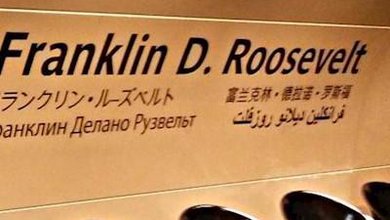 Franklin D. Roosevelt
ランクリン・ルーズベルト
富兰克林・德拉诺・罗斯福
ранклин Делано Рузвельт
فرانكلين ديلانو روزفلت